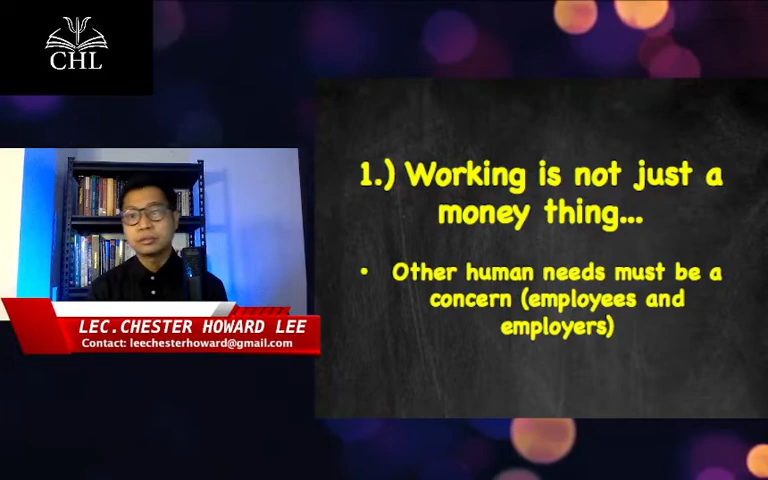 CHL
1.) Working is not just a
money thing...
• Other human needs must be a
concern (employees and
employers)
LEC.CHESTER HOWARD LEE
Contact: leechesterhoward@gmail.com